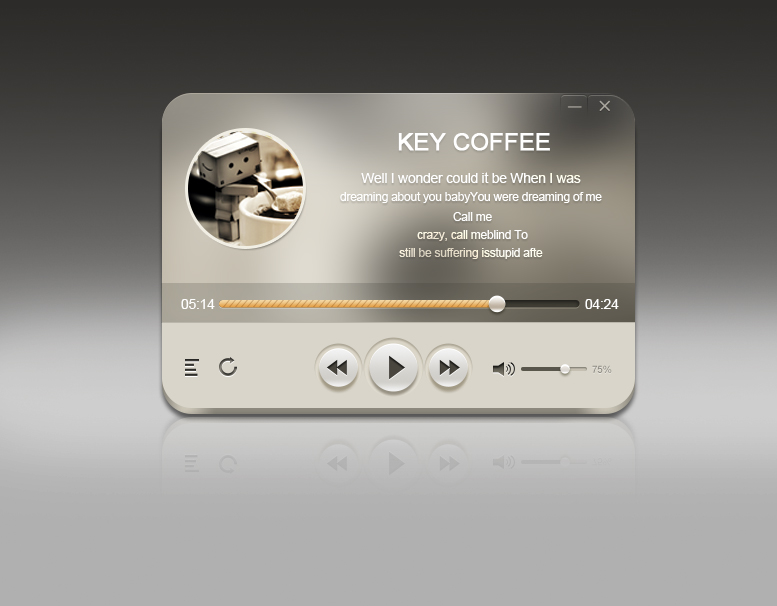 KEY COFFEE
Well I wonder could it be When I was
dreaming about you babyYou were dreaming of me
Call me
crazy, call meblind To
still be suffering isstupid afte
05:14 04:24
75%